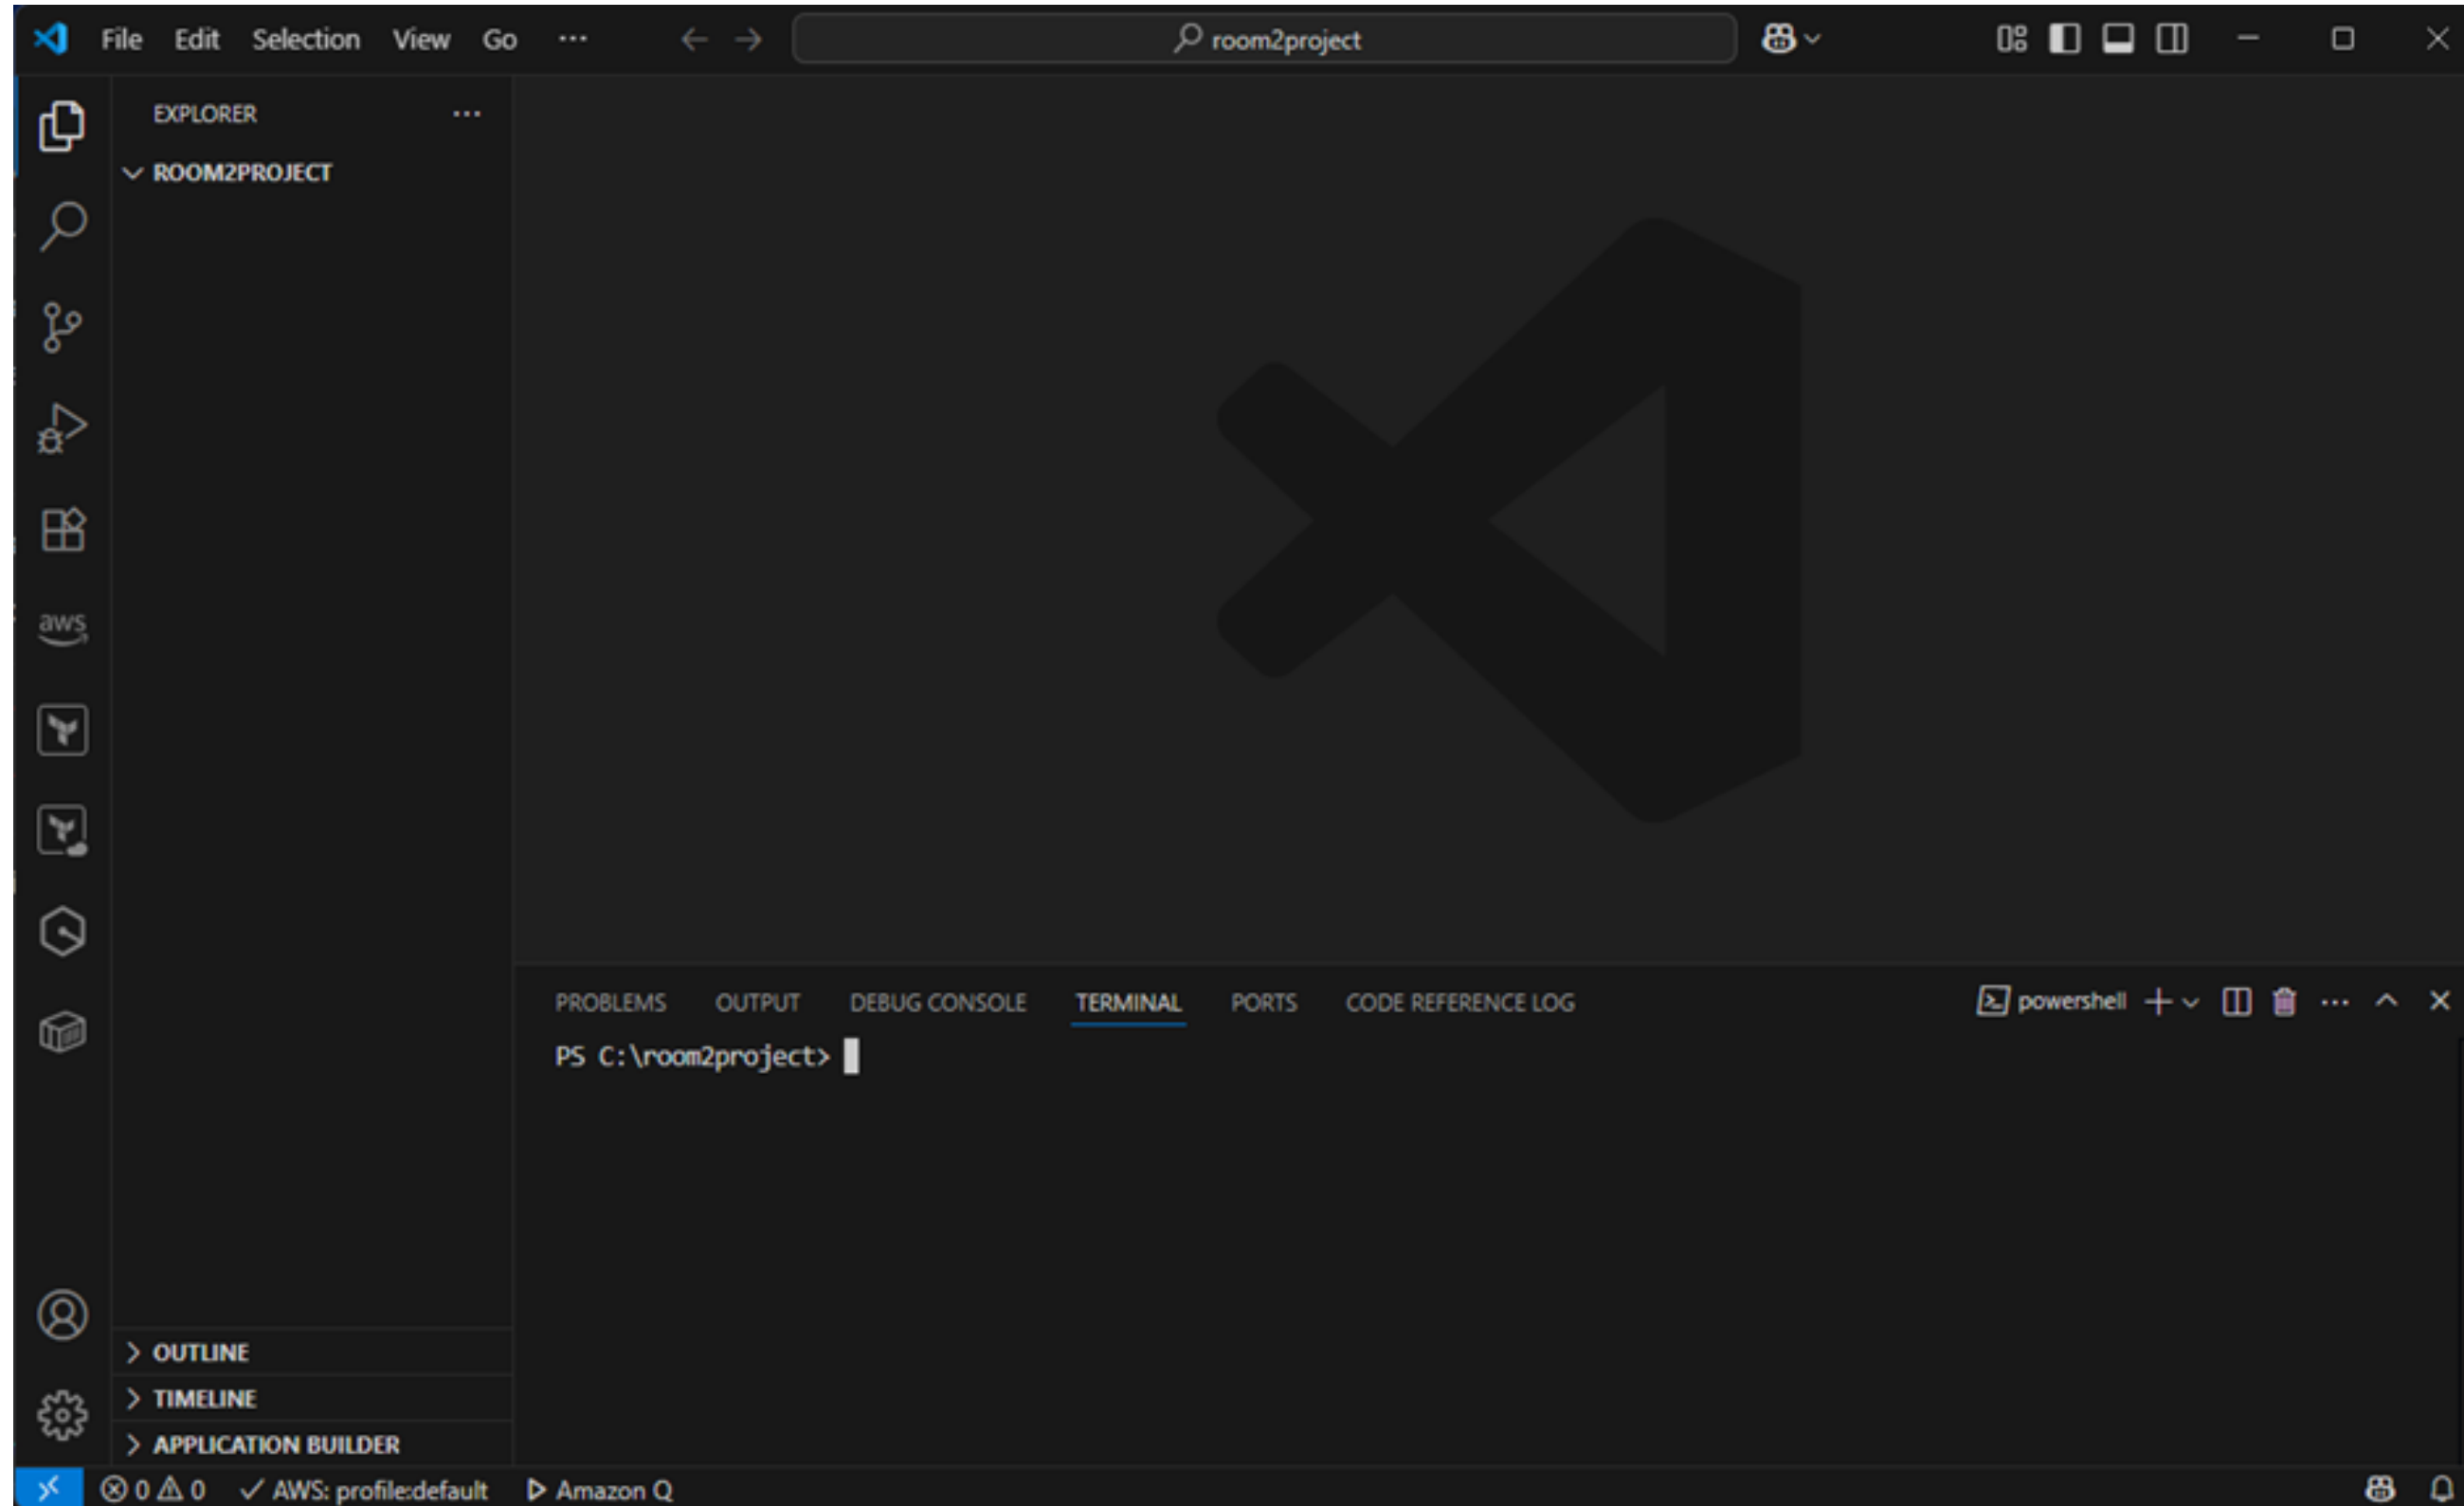 File Edit Selection View Go ··· room2project
EXPLORER ···
ROOM2PROJECT
aws
PROBLEMS OUTPUT DEBUG CONSOLE TERMINAL PORTS CODE REFERENCE LOG powershell ···
PS C:\room2project>
OUTLINE
TIMELINE
APPLICATION BUILDER
0 0 AWS: profile:default Amazon Q